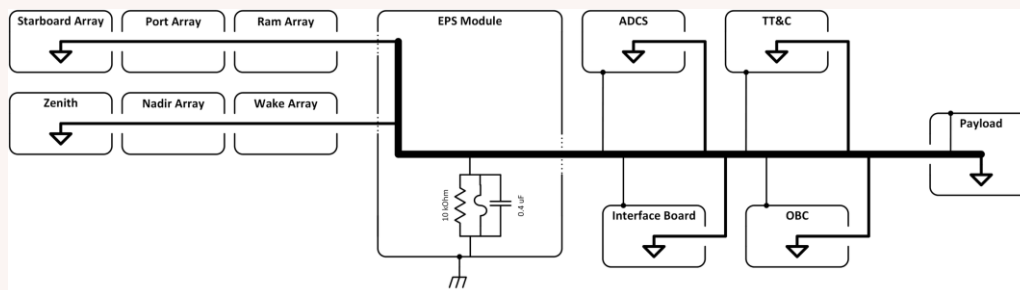 Starboard Array
Port Array
Ram Array
EPS Module
ADCS
TT&C
Zenith
Nadir Array
Wake Array
Payload
10 kOhm
0.4 uF
Interface Board
OBC